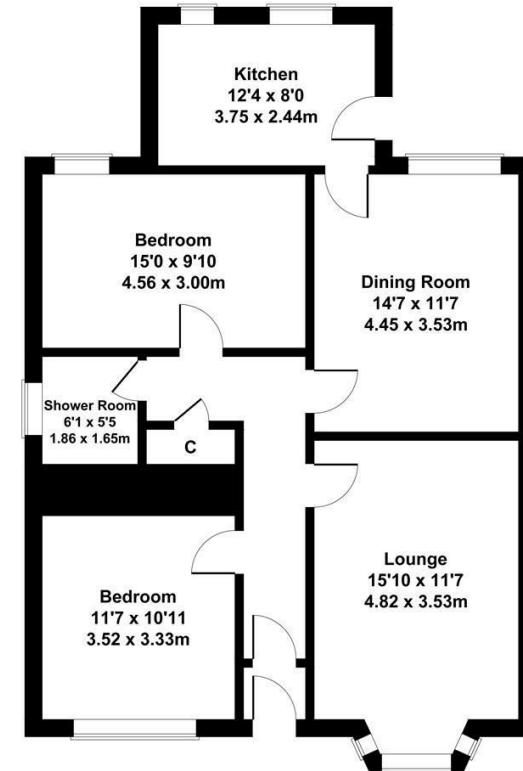 Kitchen
12'4 x 8'0
3.75 x 2.44m
Bedroom
15'0 x 9'10
4.56 x 3.00m
Dining Room
14'7 x 11'7
4.45 x 3.53m
Shower Room
6'1 x 5'5
1.86 x 1.65m
C
Lounge
15'10 x 11'7
4.82 x 3.53m
Bedroom
11'7 x 10'11
3.52 x 3.33m